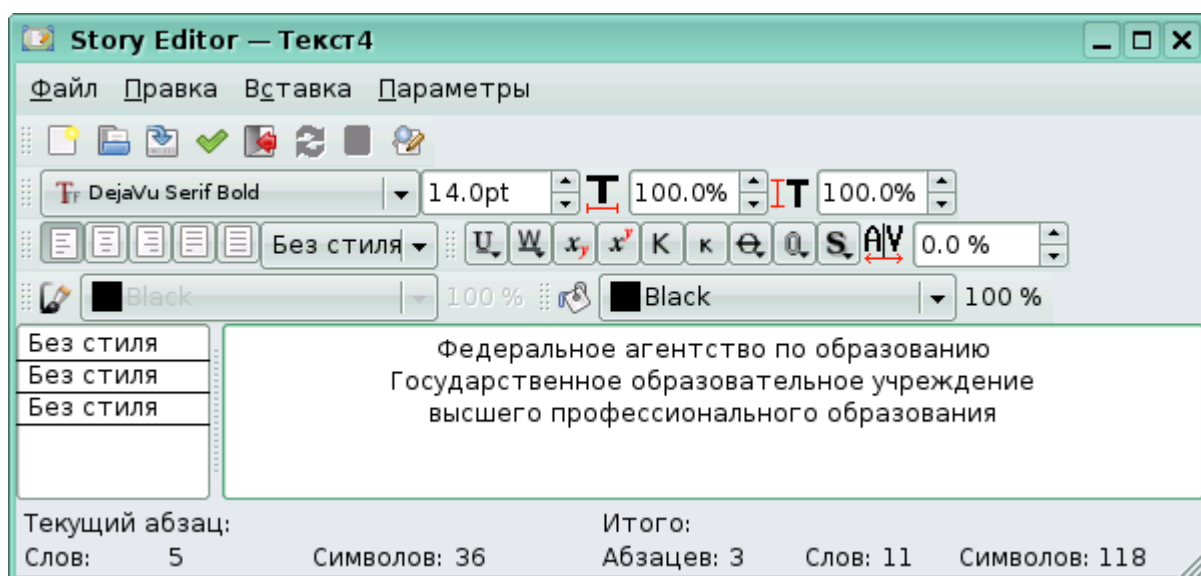 Story Editor — Текст4
Файл Правка Вставка Параметры
DejaVu Serif Bold 14.0pt 100.0% 100.0%
Без стиля 0.0 %
Black 100 % Black 100 %
Без стиля
Без стиля
Без стиля
Федеральное агентство по образованию
Государственное образовательное учреждение
высшего профессионального образования
Текущий абзац: Итого:
Слов: 5 Символов: 36 Абзацев: 3 Слов: 11 Символов: 118